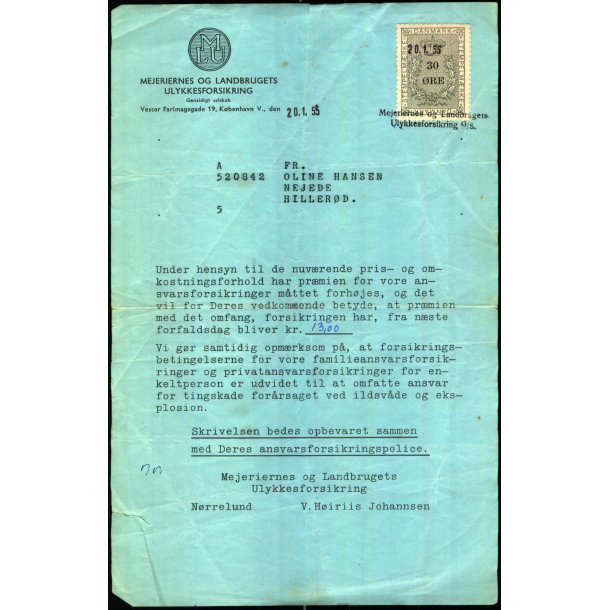 MLU
MEJERIERNES OG LANDBRUGETS
ULYKKESFORSIKRING
Gensidigt selskab
Vester Farimagsgade 19, København V., den 20.1.55
DANMARK
20.1.55
30
ØRE
Mejeriernes og Landbrugets
Ulykkesforsikring G/S.
A FR.
520842 OLINE HANSEN
NEJEDE
HILLERØD.
5
Under hensyn til de nuværende pris- og om-
kostningsforhold har præmien for vore an-
svarsforsikringer måttet forhøjes, og det
vil for Deres vedkommende betyde, at præmien
med det omfang, forsikringen har, fra næste
forfaldsdag bliver kr. 13,00
Vi gør samtidig opmærksom på, at forsikrings-
betingelserne for vore familieansvarsforsik-
ringer og privatansvarsforsikringer for en-
keltperson er udvidet til at omfatte ansvar
for tingskade forårsaget ved ildsvåde og eks-
plosion.
Skrivelsen bedes opbevaret sammen
med Deres ansvarsforsikringspolice.
Mejeriernes og Landbrugets
Ulykkesforsikring
Nørrelund V.Høiriis Johannsen